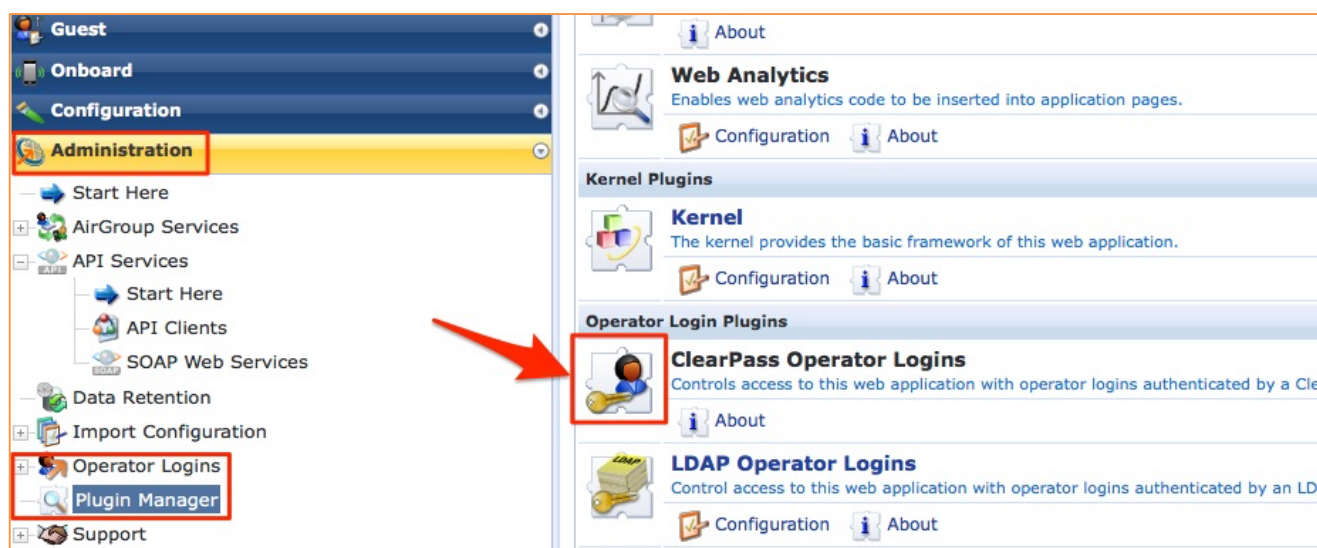 Guest
Onboard
Configuration
Administration
Start Here
AirGroup Services
API Services
Start Here
API Clients
SOAP Web Services
Data Retention
Import Configuration
Operator Logins
Plugin Manager
Support
About
Web Analytics
Enables web analytics code to be inserted into application pages.
Configuration About
Kernel Plugins
Kernel
The kernel provides the basic framework of this web application.
Configuration About
Operator Login Plugins
ClearPass Operator Logins
Controls access to this web application with operator logins authenticated by a Cle
About
LDAP Operator Logins
Control access to this web application with operator logins authenticated by an LD
Configuration About
API
SOAP
LDAP